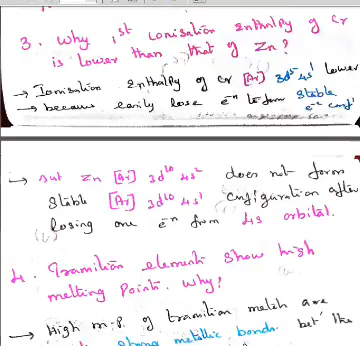 3. Why 1st Ionisation Enthalpy of Cr
is lower than that of Zn?
→ Ionisation Enthalpy of Cr [Ar] 3d5 4s1 lower
→ because easily lose e-n to form stable
e-c conf
→ But Zn [Ar] 3d10 4s2 does not form
stable [Ar] 3d10 4s1 configuration after
losing one e-n from 4s orbital.
4. Transition element show high
melting Point. Why?
→ High m.p. of transition metals are
strong metallic bonds bet the